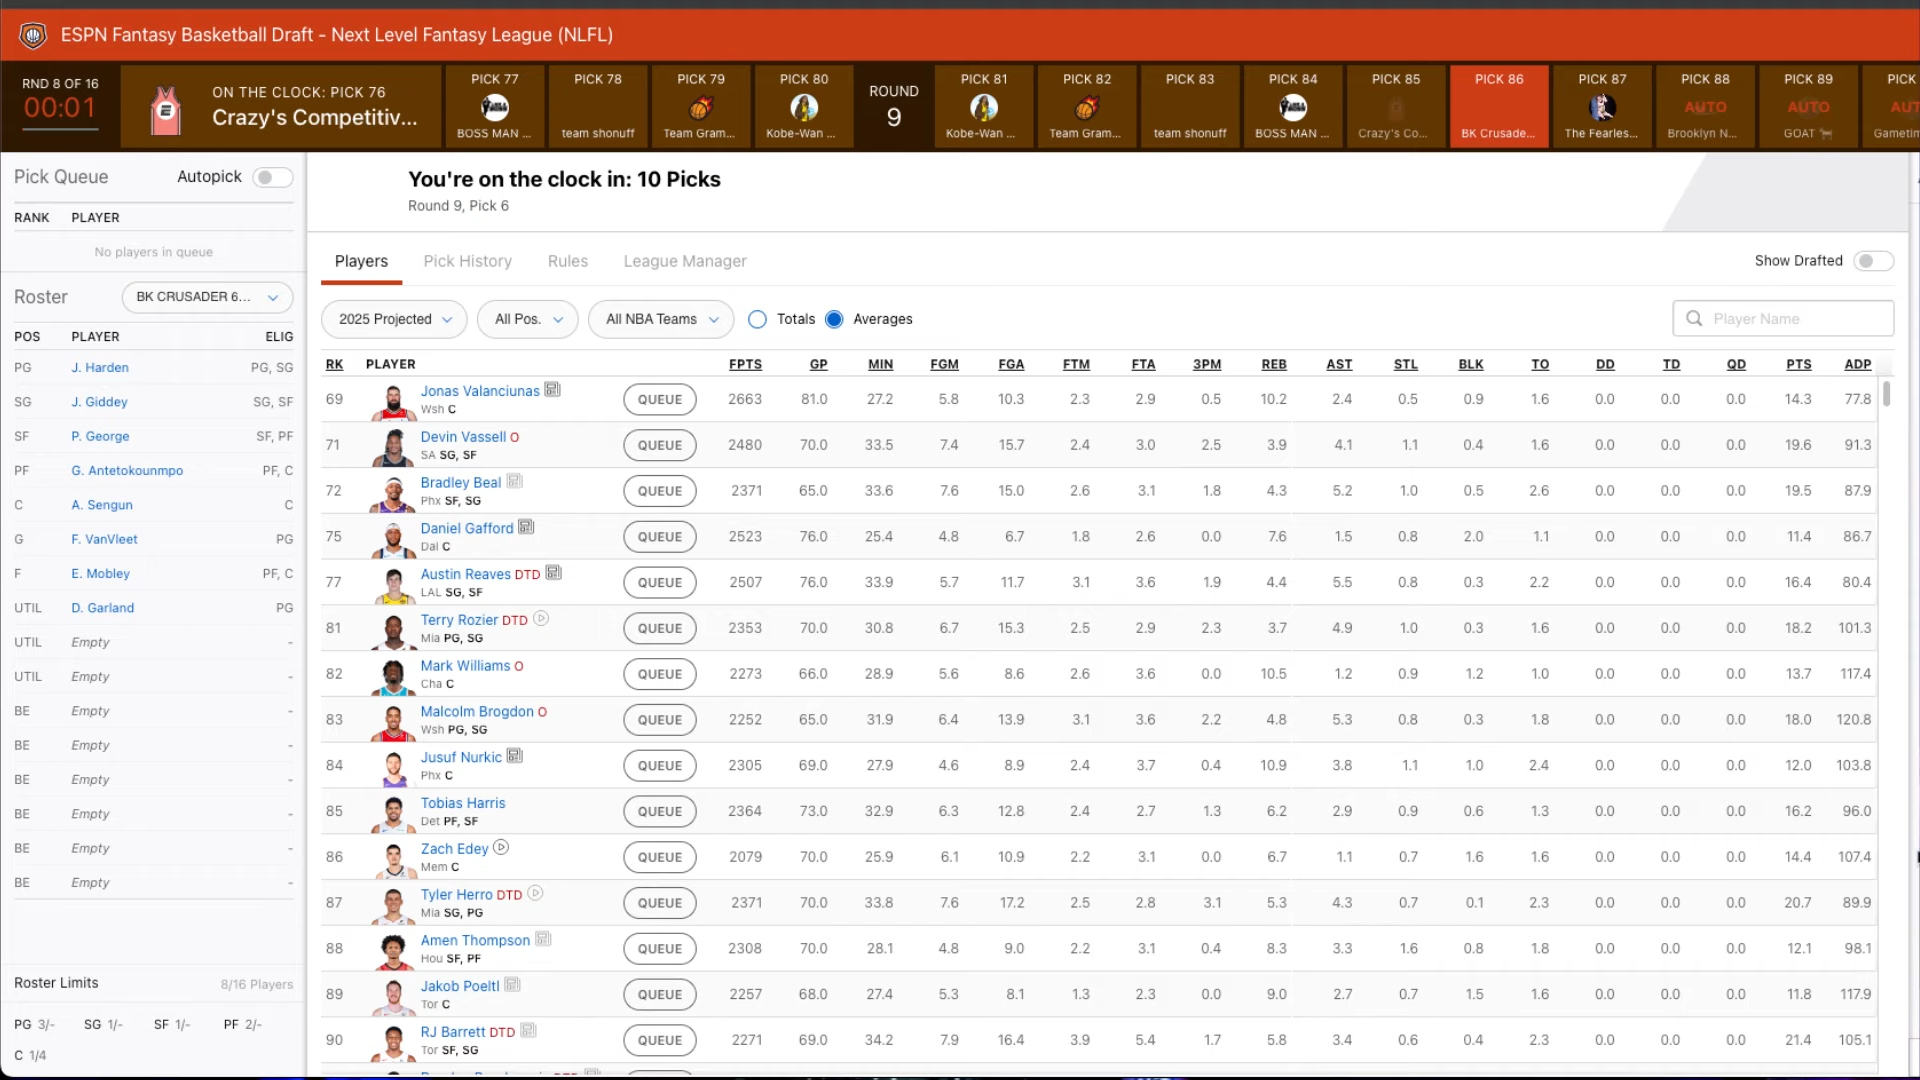 ESPN Fantasy Basketball Draft - Next Level Fantasy League (NLFL)
RND 8 OF 16
00:01
ON THE CLOCK: PICK 76
Crazy's Competitiv...
PICK 77
BOSS MAN ...
PICK 78
team shonuff
PICK 79
Team Gram...
PICK 80
Kobe-Wan ...
ROUND
9
PICK 81
Kobe-Wan ...
PICK 82
Team Gram...
PICK 83
team shonuff
PICK 84
BOSS MAN ...
PICK 85
Crazy's Co...
PICK 86
BK Crusade...
PICK 87
The Fearles...
PICK 88
AUTO
Brooklyn N...
PICK 89
AUTO
GOAT 🐐
PICK
AUT
Gametim
Pick Queue Autopick
RANK PLAYER
No players in queue
Roster BK CRUSADER 6...
POS PLAYER ELIG
PG J. Harden PG, SG
SG J. Giddey SG, SF
SF P. George SF, PF
PF G. Antetokounmpo PF, C
C A. Sengun C
G F. VanVleet PG
F E. Mobley PF, C
UTIL D. Garland PG
UTIL Empty -
UTIL Empty -
BE Empty -
BE Empty -
BE Empty -
BE Empty -
BE Empty -
BE Empty -
Roster Limits 8/16 Players
PG 3/- SG 1/- SF 1/- PF 2/-
C 1/4
You're on the clock in: 10 Picks
Round 9, Pick 6
Players Pick History Rules League Manager Show Drafted
2025 Projected All Pos. All NBA Teams Totals Averages Player Name
RK PLAYER FPTS GP MIN FGM FGA FTM FTA 3PM REB AST STL BLK TO DD TD QD PTS ADP
69 Jonas Valanciunas Wsh C QUEUE 2663 81.0 27.2 5.8 10.3 2.3 2.9 0.5 10.2 2.4 0.5 0.9 1.6 0.0 0.0 0.0 14.3 77.8
71 Devin Vassell O SA SG, SF QUEUE 2480 70.0 33.5 7.4 15.7 2.4 3.0 2.5 3.9 4.1 1.1 0.4 1.6 0.0 0.0 0.0 19.6 91.3
72 Bradley Beal Phx SF, SG QUEUE 2371 65.0 33.6 7.6 15.0 2.6 3.1 1.8 4.3 5.2 1.0 0.5 2.6 0.0 0.0 0.0 19.5 87.9
75 Daniel Gafford Dal C QUEUE 2523 76.0 25.4 4.8 6.7 1.8 2.6 0.0 7.6 1.5 0.8 2.0 1.1 0.0 0.0 0.0 11.4 86.7
77 Austin Reaves DTD LAL SG, SF QUEUE 2507 76.0 33.9 5.7 11.7 3.1 3.6 1.9 4.4 5.5 0.8 0.3 2.2 0.0 0.0 0.0 16.4 80.4
81 Terry Rozier DTD Mia PG, SG QUEUE 2353 70.0 30.8 6.7 15.3 2.5 2.9 2.3 3.7 4.9 1.0 0.3 1.6 0.0 0.0 0.0 18.2 101.3
82 Mark Williams O Cha C QUEUE 2273 66.0 28.9 5.6 8.6 2.6 3.6 0.0 10.5 1.2 0.9 1.2 1.0 0.0 0.0 0.0 13.7 117.4
83 Malcolm Brogdon O Wsh PG, SG QUEUE 2252 65.0 31.9 6.4 13.9 3.1 3.6 2.2 4.8 5.3 0.8 0.3 1.8 0.0 0.0 0.0 18.0 120.8
84 Jusuf Nurkic Phx C QUEUE 2305 69.0 27.9 4.6 8.9 2.4 3.7 0.4 10.9 3.8 1.1 1.0 2.4 0.0 0.0 0.0 12.0 103.8
85 Tobias Harris Det PF, SF QUEUE 2364 73.0 32.9 6.3 12.8 2.4 2.7 1.3 6.2 2.9 0.9 0.6 1.3 0.0 0.0 0.0 16.2 96.0
86 Zach Edey Mem C QUEUE 2079 70.0 25.9 6.1 10.9 2.2 3.1 0.0 6.7 1.1 0.7 1.6 1.6 0.0 0.0 0.0 14.4 107.4
87 Tyler Herro DTD Mia SG, PG QUEUE 2371 70.0 33.8 7.6 17.2 2.5 2.8 3.1 5.3 4.3 0.7 0.1 2.3 0.0 0.0 0.0 20.7 89.9
88 Amen Thompson Hou SF, PF QUEUE 2308 70.0 28.1 4.8 9.0 2.2 3.1 0.4 8.3 3.3 1.6 0.8 1.8 0.0 0.0 0.0 12.1 98.1
89 Jakob Poeltl Tor C QUEUE 2257 68.0 27.4 5.3 8.1 1.3 2.3 0.0 9.0 2.7 0.7 1.5 1.6 0.0 0.0 0.0 11.8 117.9
90 RJ Barrett DTD Tor SF, SG QUEUE 2271 69.0 34.2 7.9 16.4 3.9 5.4 1.7 5.8 3.4 0.6 0.4 2.3 0.0 0.0 0.0 21.4 105.1